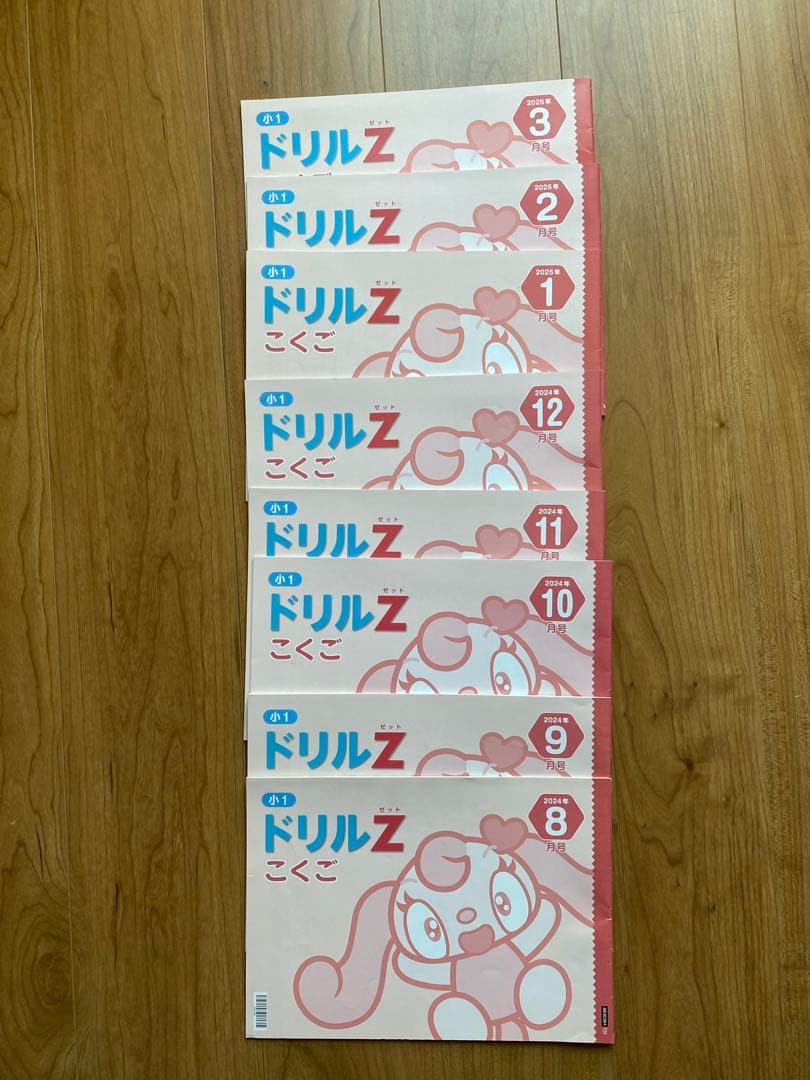 小1
ゼット
ドリルZ
2025年
3
月号
小1
ゼット
ドリルZ
2025年
2
月号
小1
ゼット
ドリルZ
こくご
2025年
1
月号
小1
ゼット
ドリルZ
こくご
2024年
12
月号
小1
ゼット
ドリルZ
2024年
11
月号
小1
ゼット
ドリルZ
こくご
2024年
10
月号
小1
ゼット
ドリルZ
2024年
9
月号
小1
ゼット
ドリルZ
こくご
2024年
8
月号